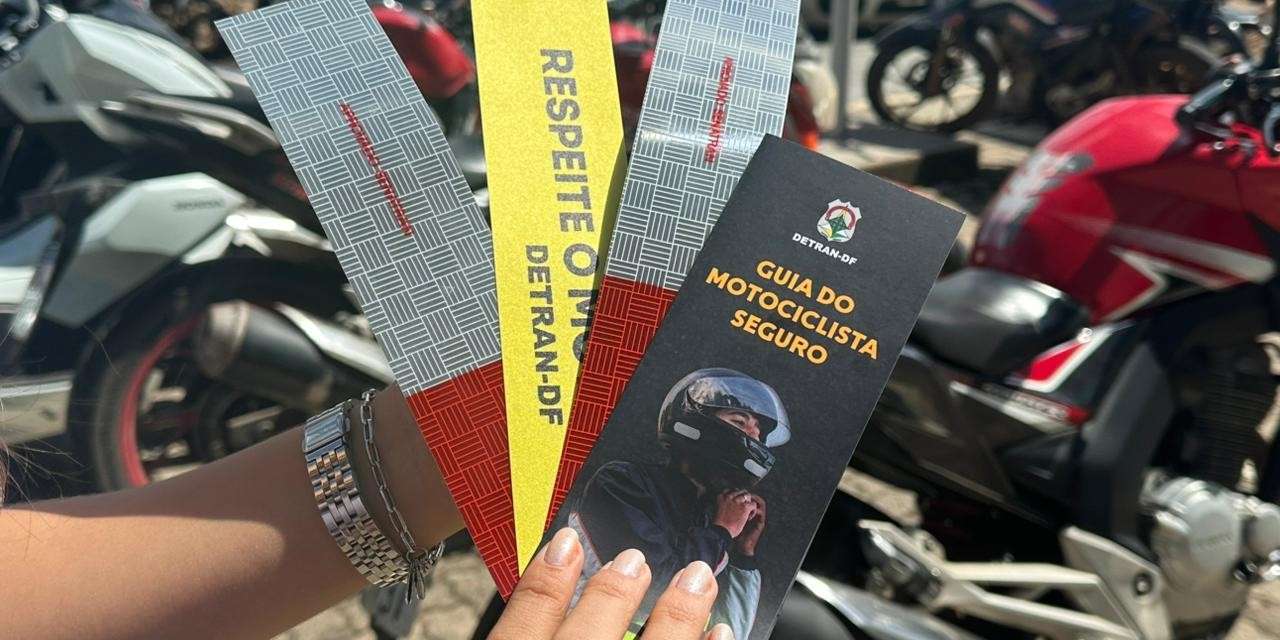 RESPEITE O MO
DETRAN-DF
DETRAN-DF
GUIA DO
MOTOCICLISTA
SEGURO